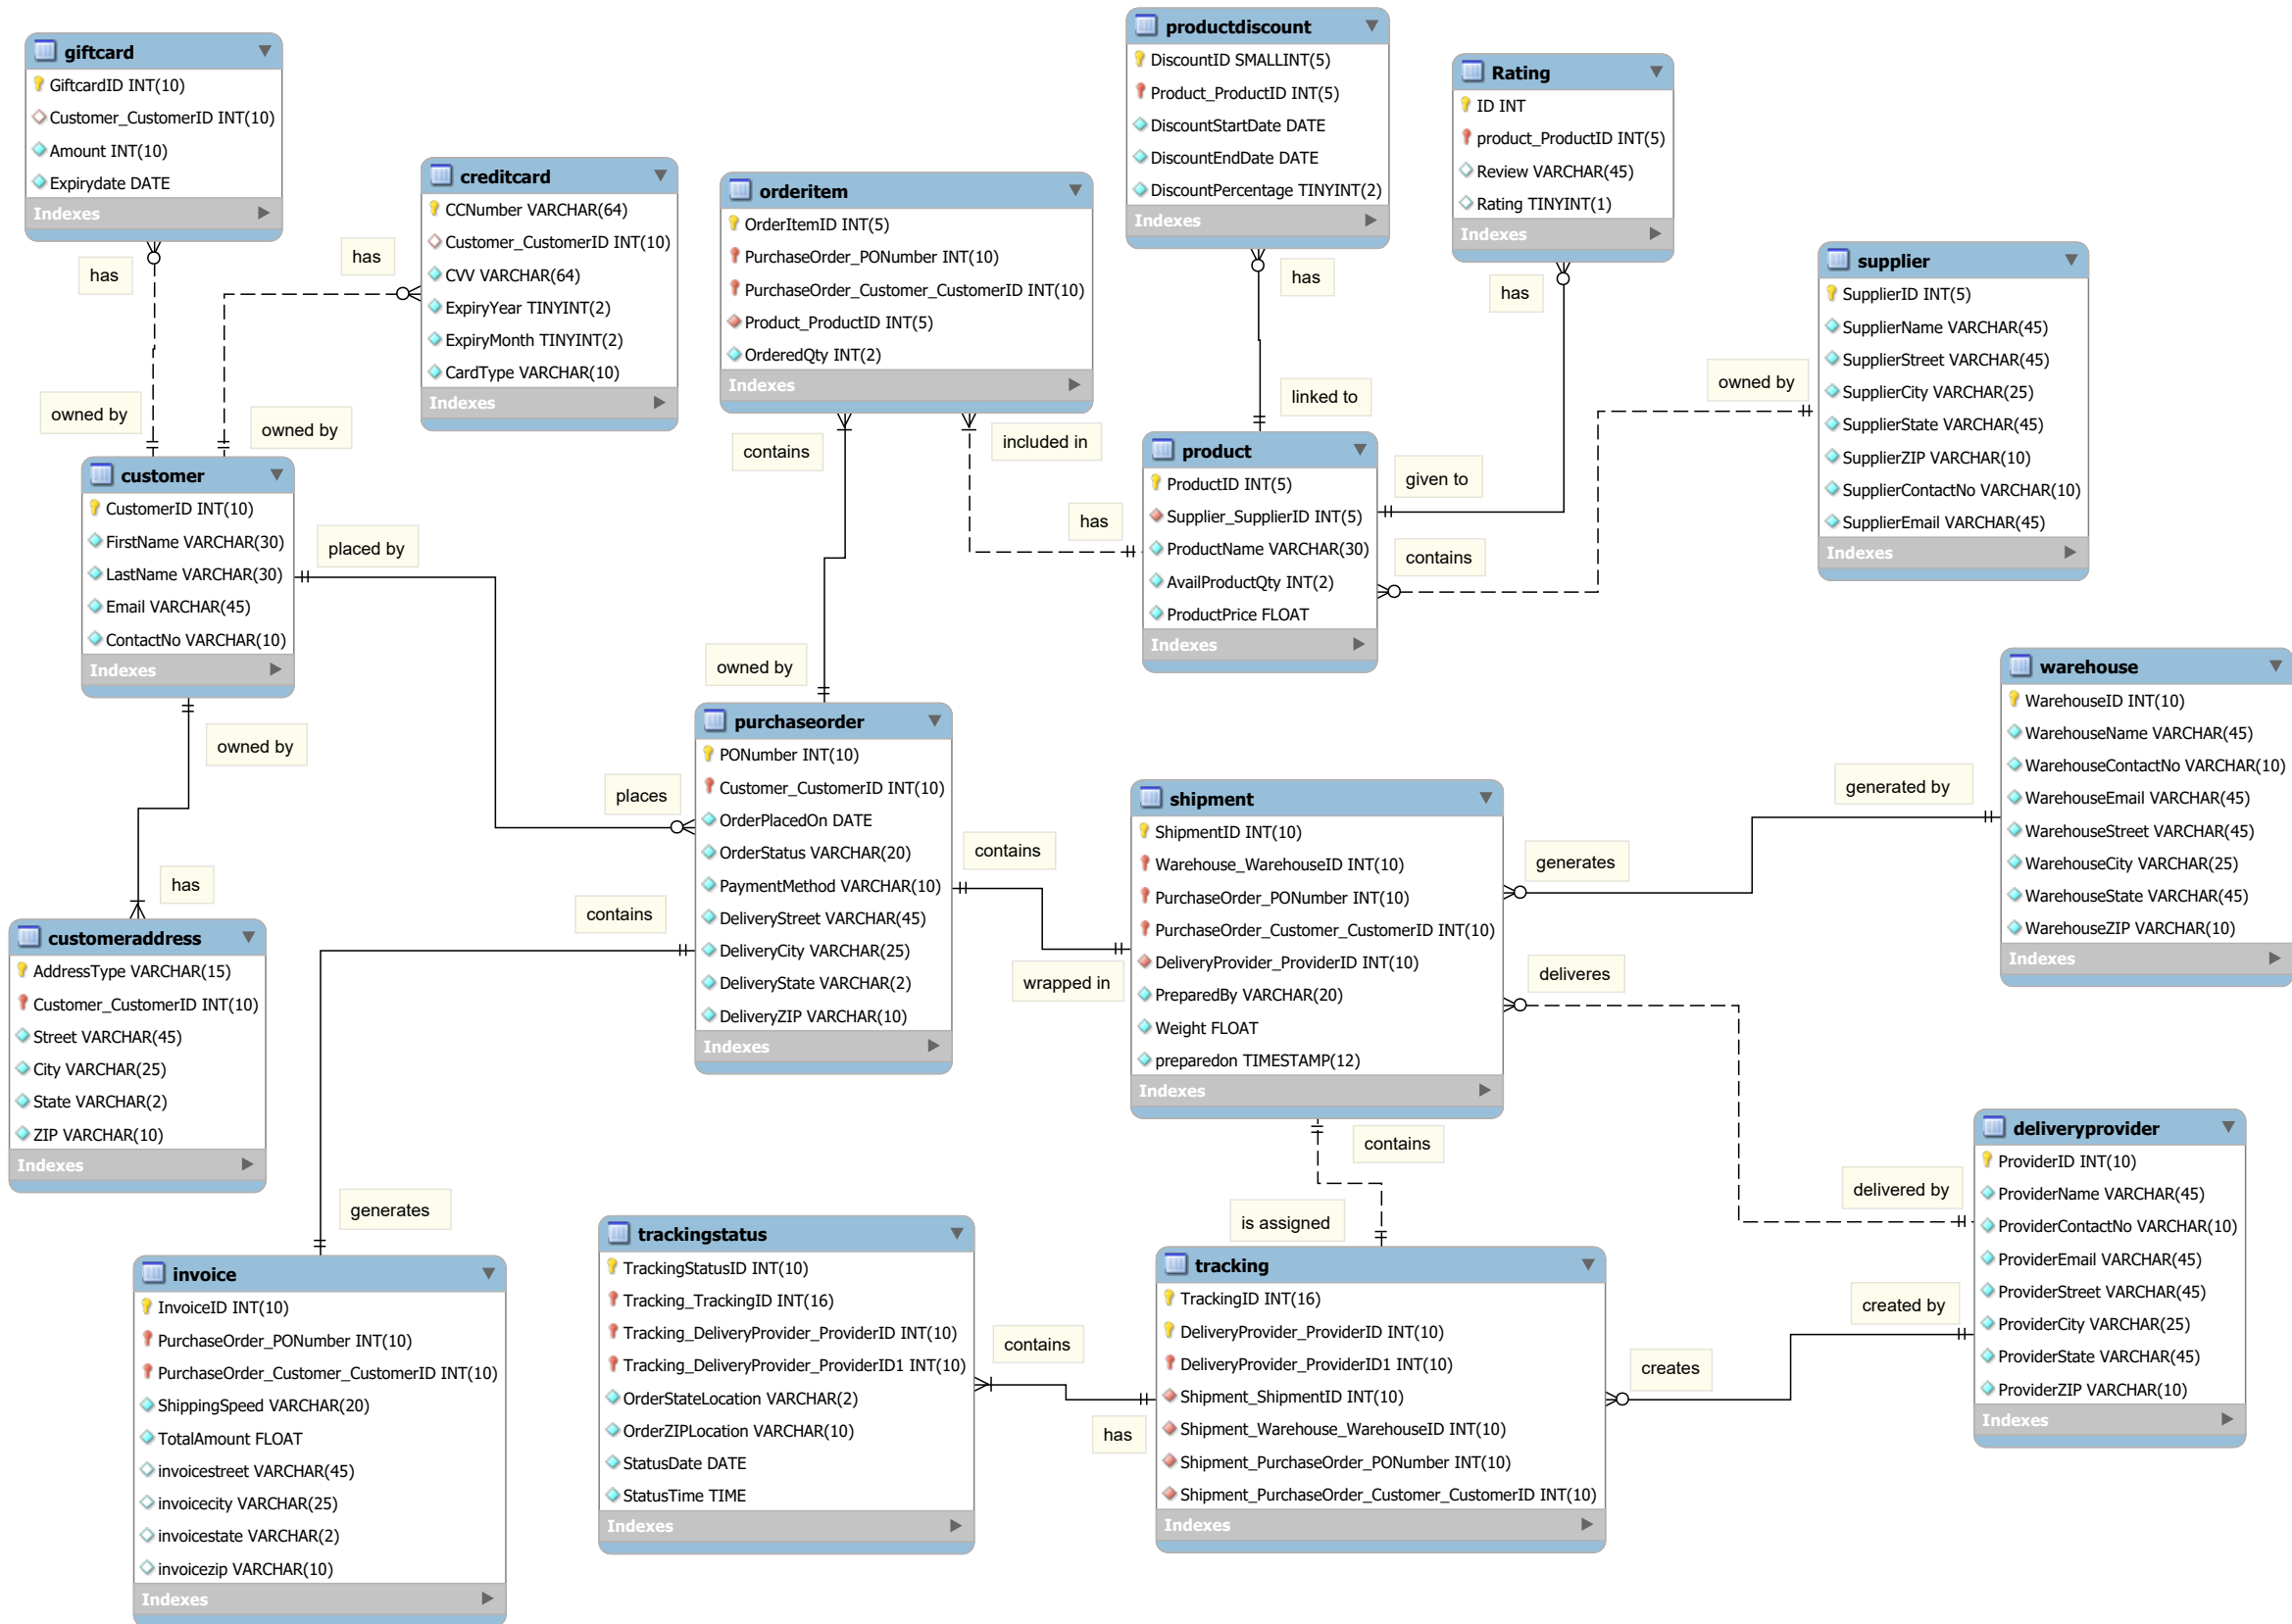 giftcard
GiftcardID INT(10)
Customer_CustomerID INT(10)
Amount INT(10)
Expirydate DATE
Indexes
has
owned by
creditcard
CCNumber VARCHAR(64)
Customer_CustomerID INT(10)
CVV VARCHAR(64)
ExpiryYear TINYINT(2)
ExpiryMonth TINYINT(2)
CardType VARCHAR(10)
Indexes
has
owned by
orderitem
OrderItemID INT(5)
PurchaseOrder_PONumber INT(10)
PurchaseOrder_Customer_CustomerID INT(10)
Product_ProductID INT(5)
OrderedQty INT(2)
Indexes
contains
included in
productdiscount
DiscountID SMALLINT(5)
Product_ProductID INT(5)
DiscountStartDate DATE
DiscountEndDate DATE
DiscountPercentage TINYINT(2)
Indexes
has
linked to
Rating
ID INT
product_ProductID INT(5)
Review VARCHAR(45)
Rating TINYINT(1)
Indexes
has
given to
supplier
SupplierID INT(5)
SupplierName VARCHAR(45)
SupplierStreet VARCHAR(45)
SupplierCity VARCHAR(25)
SupplierState VARCHAR(45)
SupplierZIP VARCHAR(10)
SupplierContactNo VARCHAR(10)
SupplierEmail VARCHAR(45)
Indexes
owned by
contains
customer
CustomerID INT(10)
FirstName VARCHAR(30)
LastName VARCHAR(30)
Email VARCHAR(45)
ContactNo VARCHAR(10)
Indexes
placed by
owned by
product
ProductID INT(5)
Supplier_SupplierID INT(5)
ProductName VARCHAR(30)
AvailProductQty INT(2)
ProductPrice FLOAT
Indexes
has
owned by
places
has
purchaseorder
PONumber INT(10)
Customer_CustomerID INT(10)
OrderPlacedOn DATE
OrderStatus VARCHAR(20)
PaymentMethod VARCHAR(10)
DeliveryStreet VARCHAR(45)
DeliveryCity VARCHAR(25)
DeliveryState VARCHAR(2)
DeliveryZIP VARCHAR(10)
Indexes
contains
contains
wrapped in
shipment
ShipmentID INT(10)
Warehouse_WarehouseID INT(10)
PurchaseOrder_PONumber INT(10)
PurchaseOrder_Customer_CustomerID INT(10)
DeliveryProvider_ProviderID INT(10)
PreparedBy VARCHAR(20)
Weight FLOAT
preparedon TIMESTAMP(12)
Indexes
generates
deliveres
generated by
warehouse
WarehouseID INT(10)
WarehouseName VARCHAR(45)
WarehouseContactNo VARCHAR(10)
WarehouseEmail VARCHAR(45)
WarehouseStreet VARCHAR(45)
WarehouseCity VARCHAR(25)
WarehouseState VARCHAR(45)
WarehouseZIP VARCHAR(10)
Indexes
customeraddress
AddressType VARCHAR(15)
Customer_CustomerID INT(10)
Street VARCHAR(45)
City VARCHAR(25)
State VARCHAR(2)
ZIP VARCHAR(10)
Indexes
generates
contains
is assigned
delivered by
created by
creates
deliveryprovider
ProviderID INT(10)
ProviderName VARCHAR(45)
ProviderContactNo VARCHAR(10)
ProviderEmail VARCHAR(45)
ProviderStreet VARCHAR(45)
ProviderCity VARCHAR(25)
ProviderState VARCHAR(45)
ProviderZIP VARCHAR(10)
Indexes
invoice
InvoiceID INT(10)
PurchaseOrder_PONumber INT(10)
PurchaseOrder_Customer_CustomerID INT(10)
ShippingSpeed VARCHAR(20)
TotalAmount FLOAT
invoicestreet VARCHAR(45)
invoicecity VARCHAR(25)
invoicestate VARCHAR(2)
invoicezip VARCHAR(10)
Indexes
trackingstatus
TrackingStatusID INT(10)
Tracking_TrackingID INT(16)
Tracking_DeliveryProvider_ProviderID INT(10)
Tracking_DeliveryProvider_ProviderID1 INT(10)
OrderStateLocation VARCHAR(2)
OrderZIPLocation VARCHAR(10)
StatusDate DATE
StatusTime TIME
Indexes
contains
has
tracking
TrackingID INT(16)
DeliveryProvider_ProviderID INT(10)
DeliveryProvider_ProviderID1 INT(10)
Shipment_ShipmentID INT(10)
Shipment_Warehouse_WarehouseID INT(10)
Shipment_PurchaseOrder_PONumber INT(10)
Shipment_PurchaseOrder_Customer_CustomerID INT(10)
Indexes